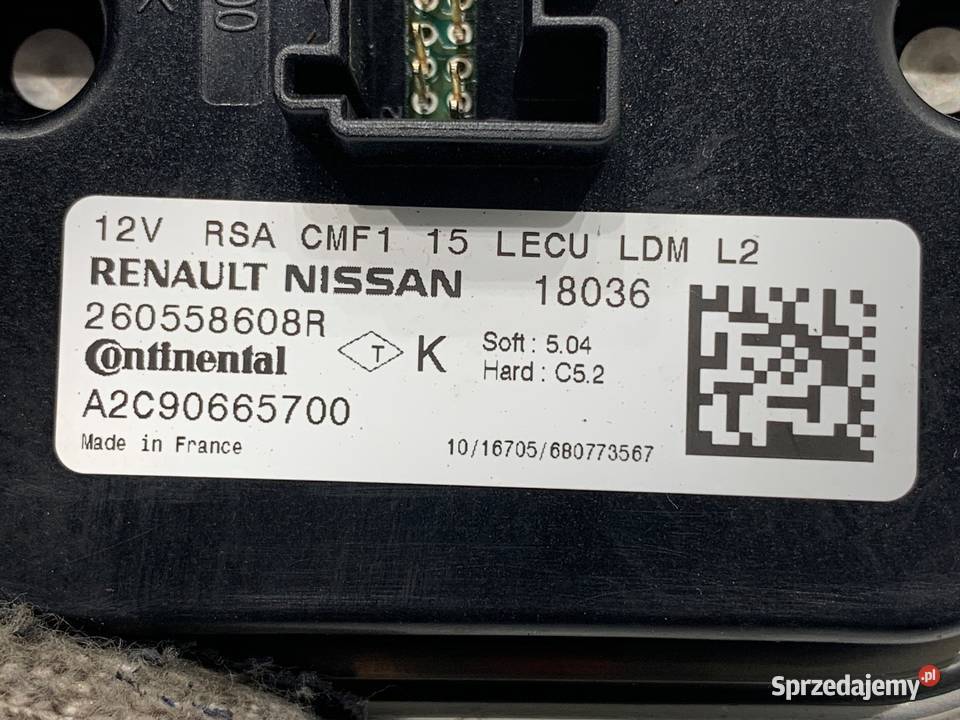 12V RSA CMF1 15 LECU LDM L2
RENAULT NISSAN 18036
260558608R
Continental T K Soft : 5.04
Hard : C5.2
A2C90665700
Made in France 10/16705/680773567
Sprzedajemy.pl